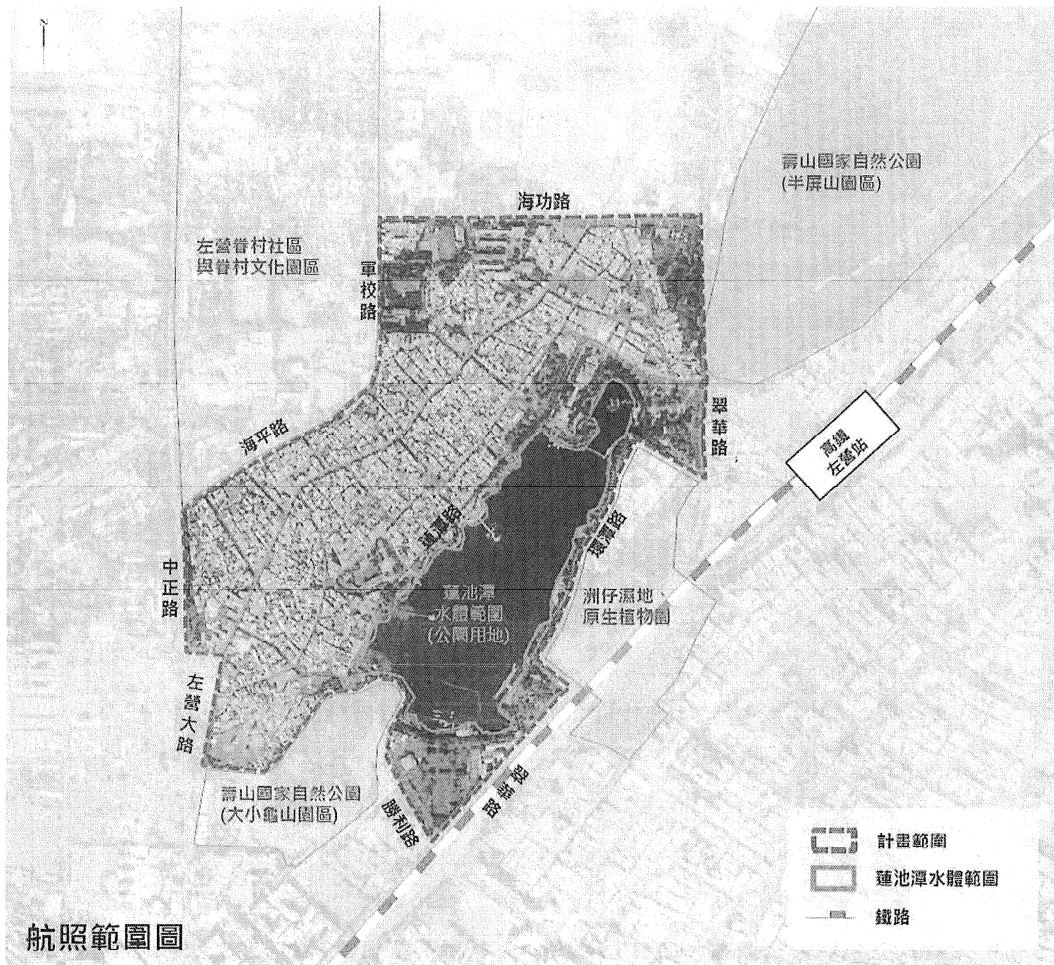 N
壽山國家自然公園
(半屏山園區)
海功路
左營眷村社區
與眷村文化園區
軍校路
翠華路
高鐵
左營站
海平路
蓮潭路
環潭路
中正路
蓮池潭
水體範圍
(公園用地)
洲仔濕地、
原生植物園
左營大路
翠華路
壽山國家自然公園
(大小龜山園區)
勝利路
計畫範圍
蓮池潭水體範圍
鐵路
航照範圍圖